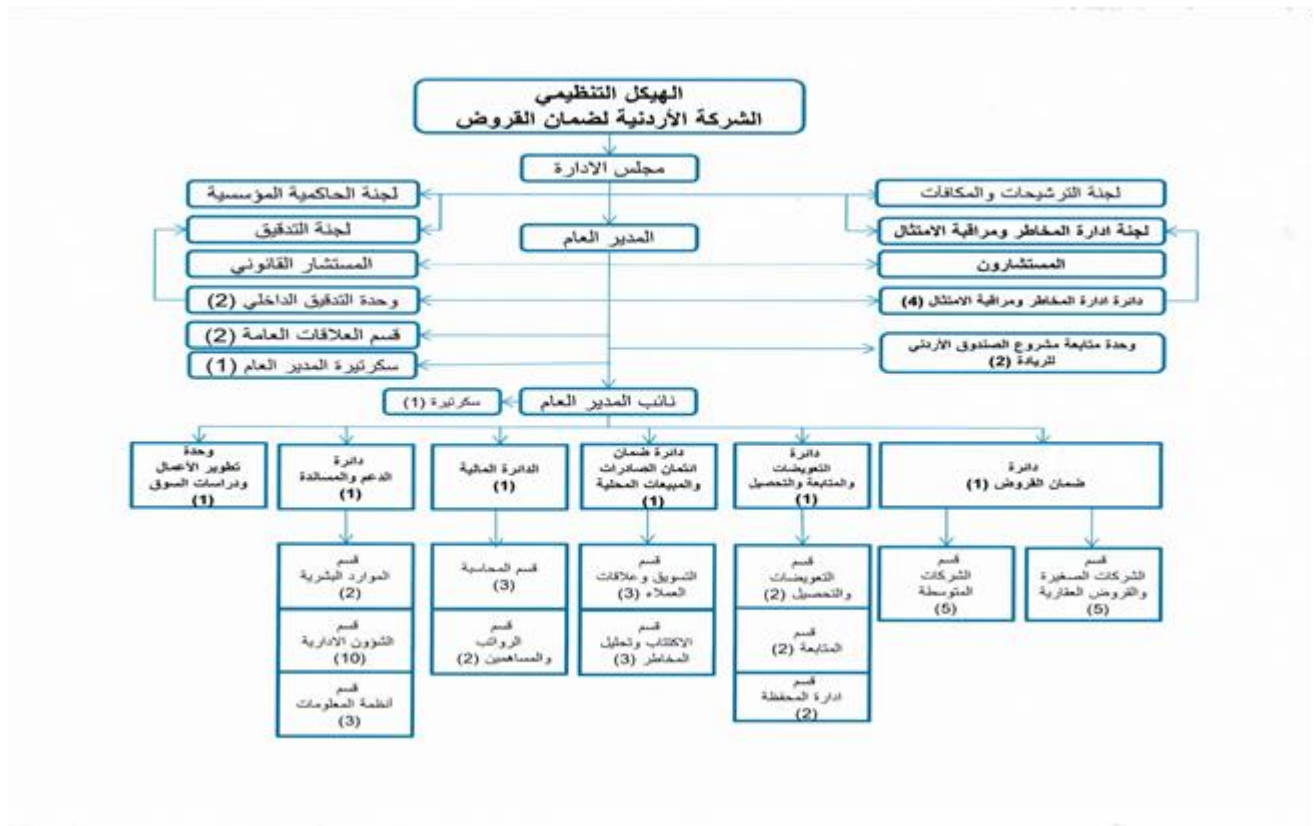 الهيكل التنظيمي
الشركة الأردنية لضمان القروض
مجلس الادارة
لجنة الترشيحات والمكافآت
لجنة الحاكمية المؤسسية
لجنة ادارة المخاطر ومراقبة الامتثال
المدير العام
لجنة التدقيق
المستشارون
المستشار القانوني
دائرة ادارة المخاطر ومراقبة الامتثال (4)
وحدة التدقيق الداخلي (2)
قسم العلاقات العامة (2)
وحدة متابعة مشروع الصندوق الأردني
للريادة (2)
سكرتيرة المدير العام (1)
نائب المدير العام
سكرتيرة (1)
دائرة
ضمان القروض (1)
دائرة
التعويضات
والمتابعة والتحصيل
(1)
دائرة ضمان
ائتمان الصادرات
والمبيعات المحلية
(1)
الدائرة المالية
(1)
دائرة
الدعم والمساندة
(1)
وحدة
تطوير الأعمال
ودراسات السوق
(1)
قسم
الشركات الصغيرة
والقروض العقارية
(5)
قسم
الشركات
المتوسطة
(5)
قسم
التعويضات
والتحصيل (2)
قسم
المتابعة (2)
قسم
ادارة المحفظة
(2)
قسم
التسويق وعلاقات
العملاء (3)
قسم
الاكتتاب وتحليل
المخاطر (3)
قسم المحاسبة
(3)
قسم
الرواتب
والمساهمين (2)
قسم
الموارد البشرية
(2)
قسم
الشؤون الادارية
(10)
قسم
أنظمة المعلومات
(3)